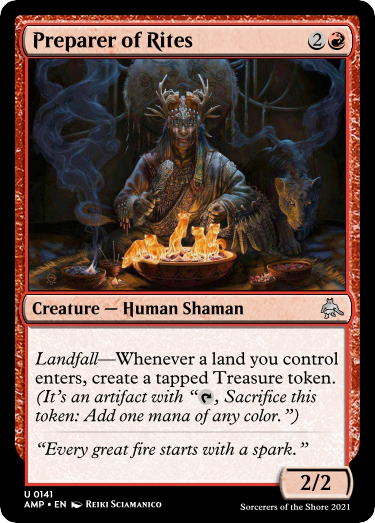 Preparer of Rites 2
Creature — Human Shaman
Landfall—Whenever a land you control
enters, create a tapped Treasure token.
(It's an artifact with “, Sacrifice this
token: Add one mana of any color.”)
“Every great fire starts with a spark.”
2/2
U 0141
AMP • EN Reiki Sciamanico
Sorcerers of the Shore 2021